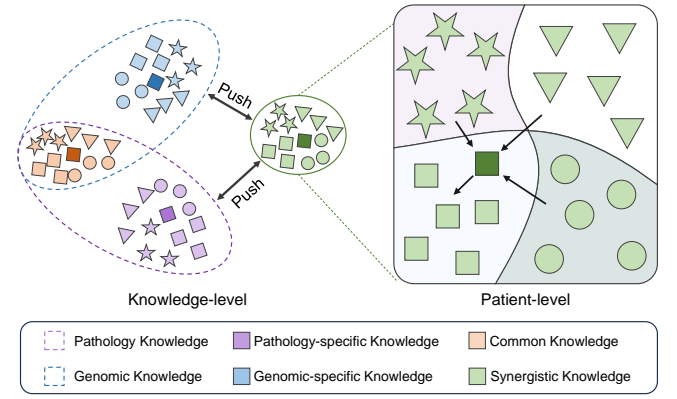 Push
Push
Knowledge-level
Patient-level
Pathology Knowledge
Pathology-specific Knowledge
Common Knowledge
Genomic Knowledge
Genomic-specific Knowledge
Synergistic Knowledge